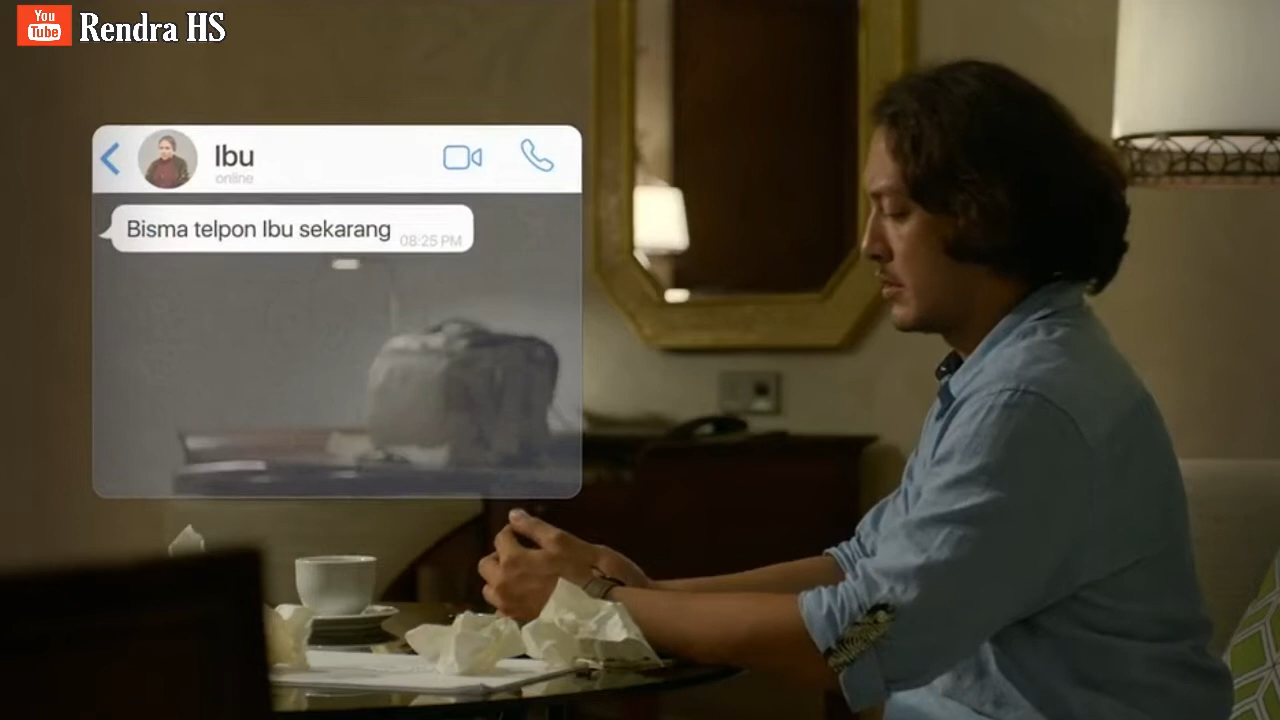 You
Tube Rendra HS
Ibu
online
Bisma telpon Ibu sekarang
08:25 PM